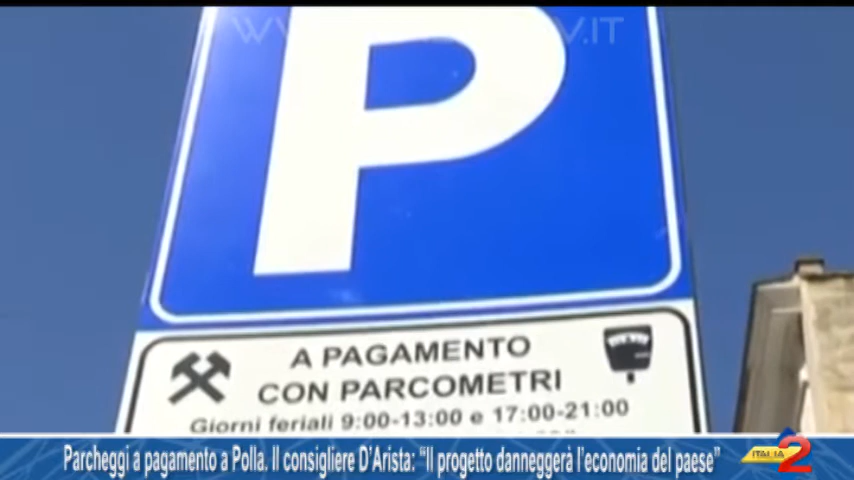 P
A PAGAMENTO
CON PARCOMETRI
Giorni feriali 9:00-13:00 e 17:00-21:00
Parcheggi a pagamento a Polla. Il consigliere D'Arista: "Il progetto danneggerà l'economia del paese"
ITALIA 2